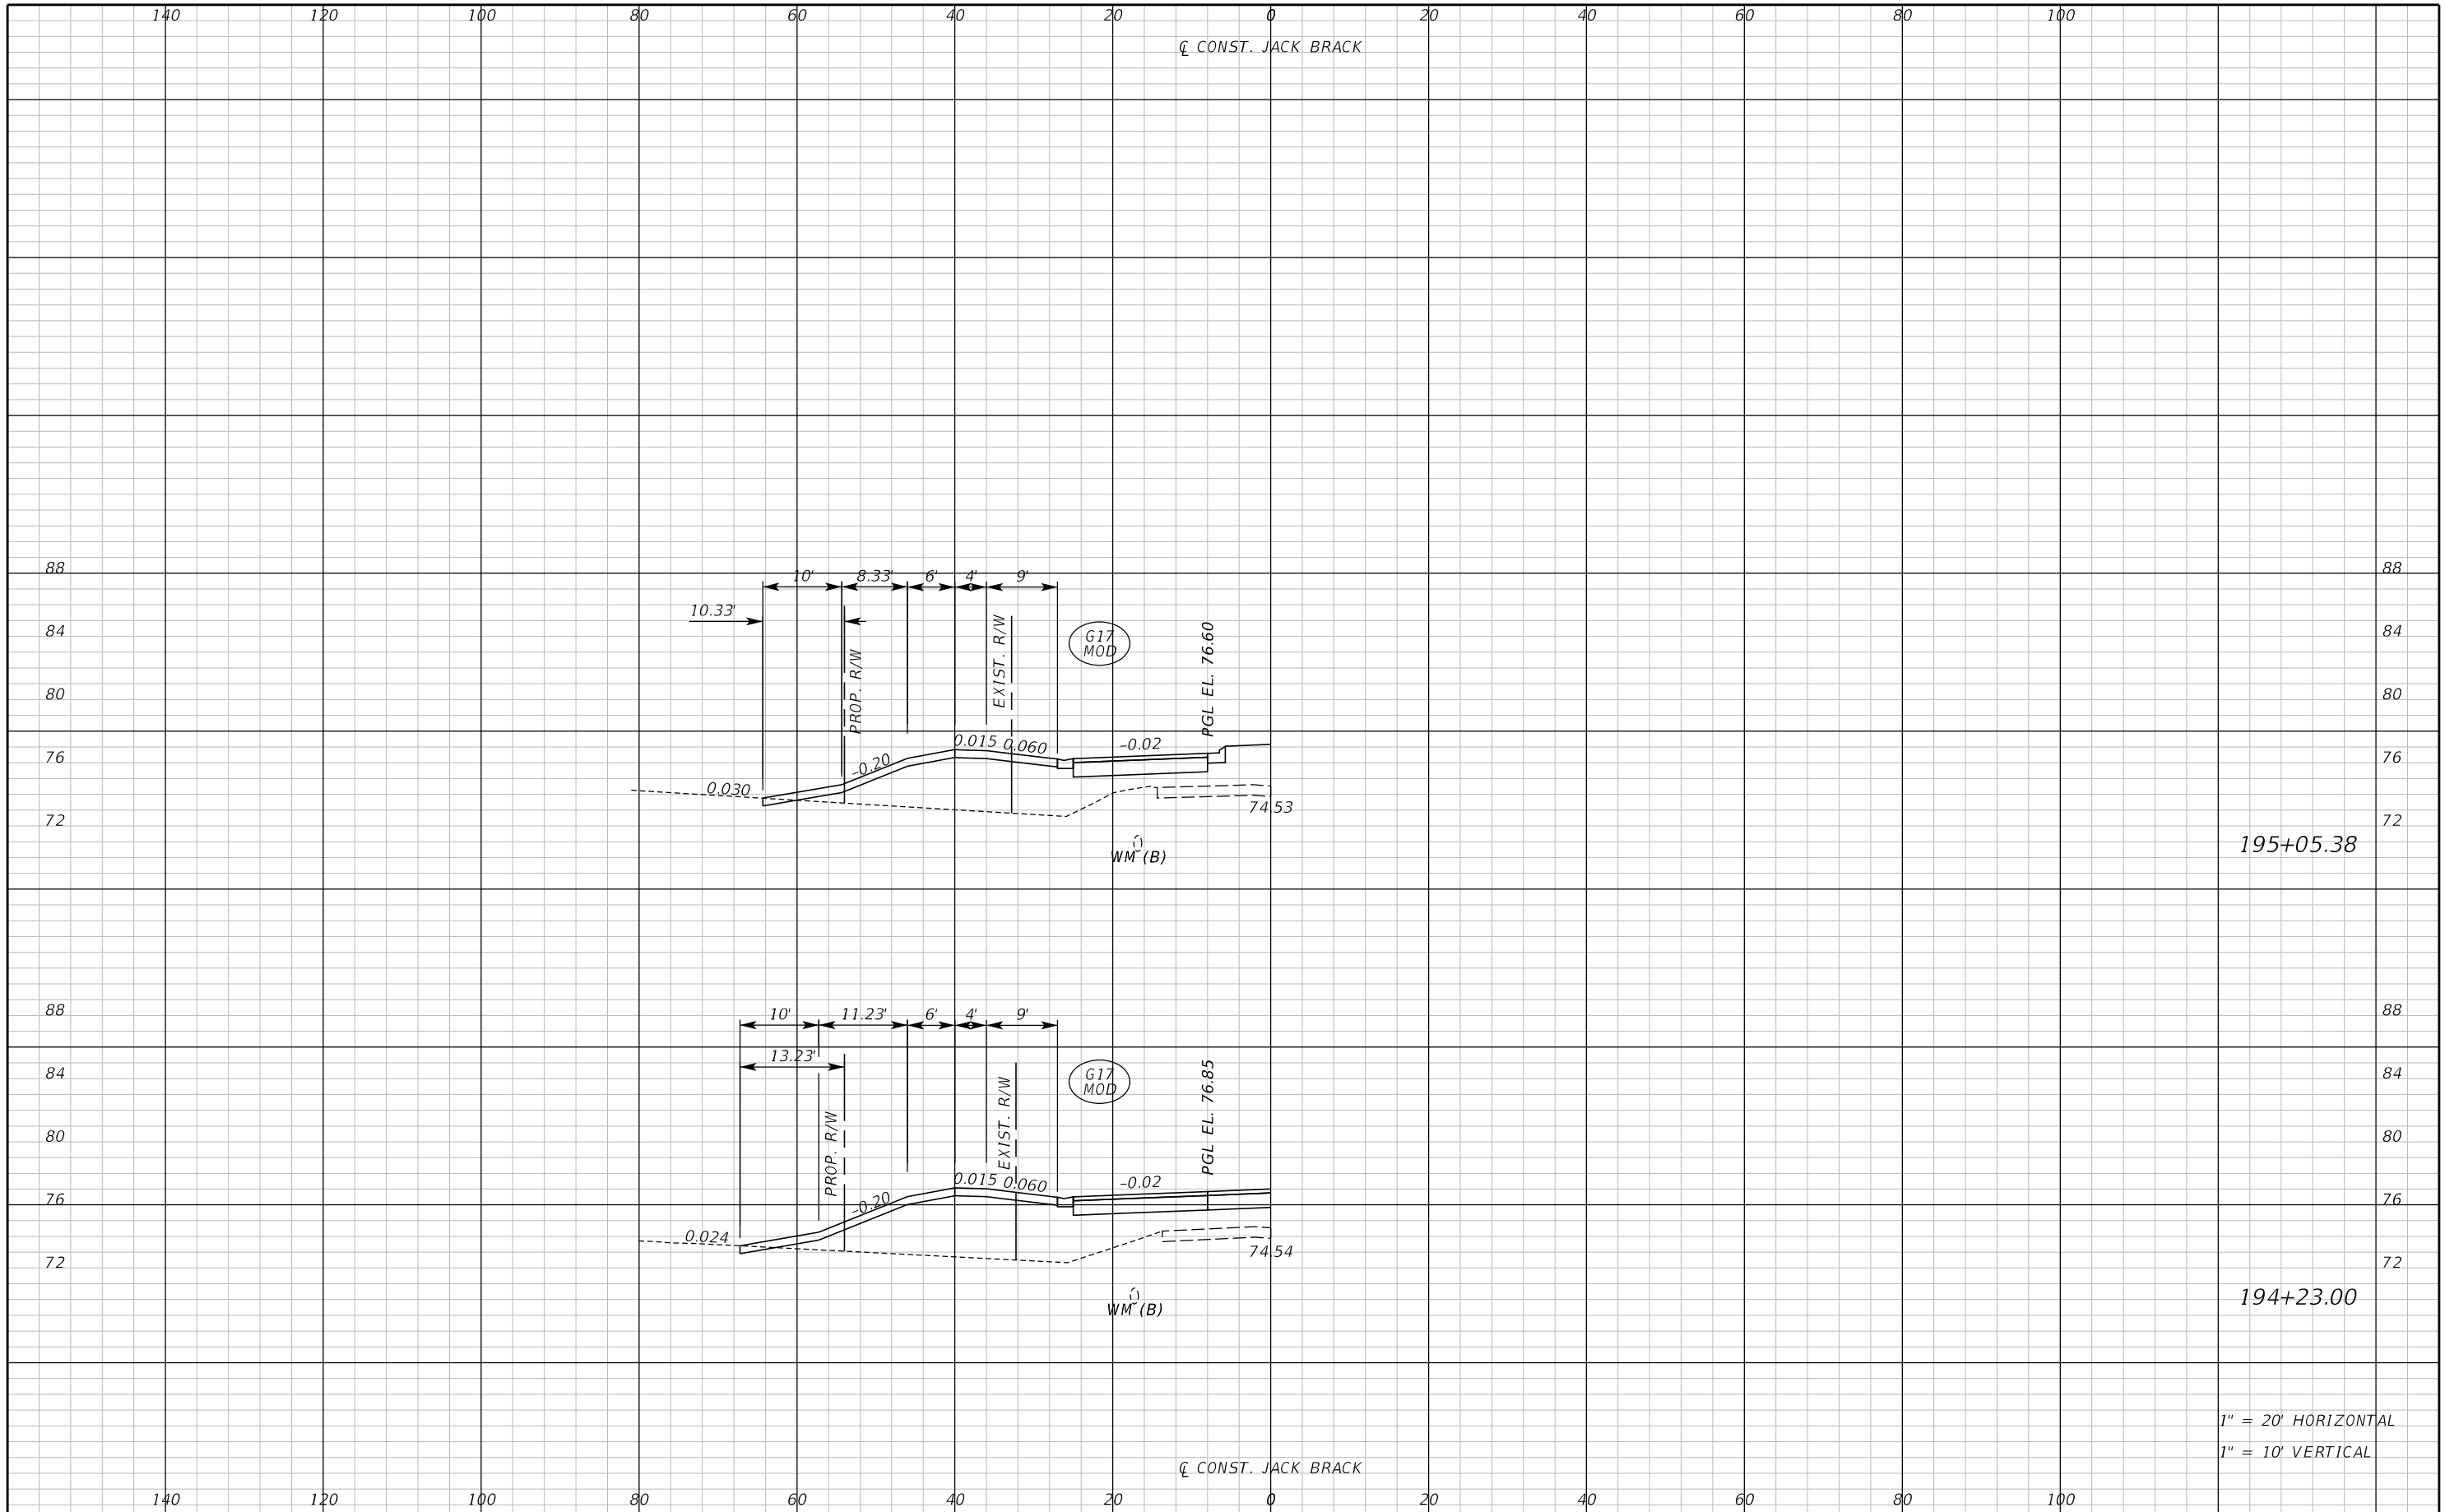 140 120 100 80 60 40 20 0 20 40 60 80 100
℄ CONST. JACK BRACK
88 88
10' 8.33' 6' 4' 9'
10.33'
84 84
G17
MOD
PROP. R/W
EXIST. R/W
PGL EL. 76.60
80 80
76 76
0.030 -0.20 0.015 0.060 -0.02
74.53
72 72
WM (B)
195+05.38
88 88
10' 11.23' 6' 4' 9'
13.23'
84 84
G17
MOD
PROP. R/W
EXIST. R/W
PGL EL. 76.85
80 80
76 76
0.024 -0.20 0.015 0.060 -0.02
74.54
72 72
WM (B)
194+23.00
1" = 20' HORIZONTAL
1" = 10' VERTICAL
℄ CONST. JACK BRACK
140 120 100 80 60 40 20 0 20 40 60 80 100